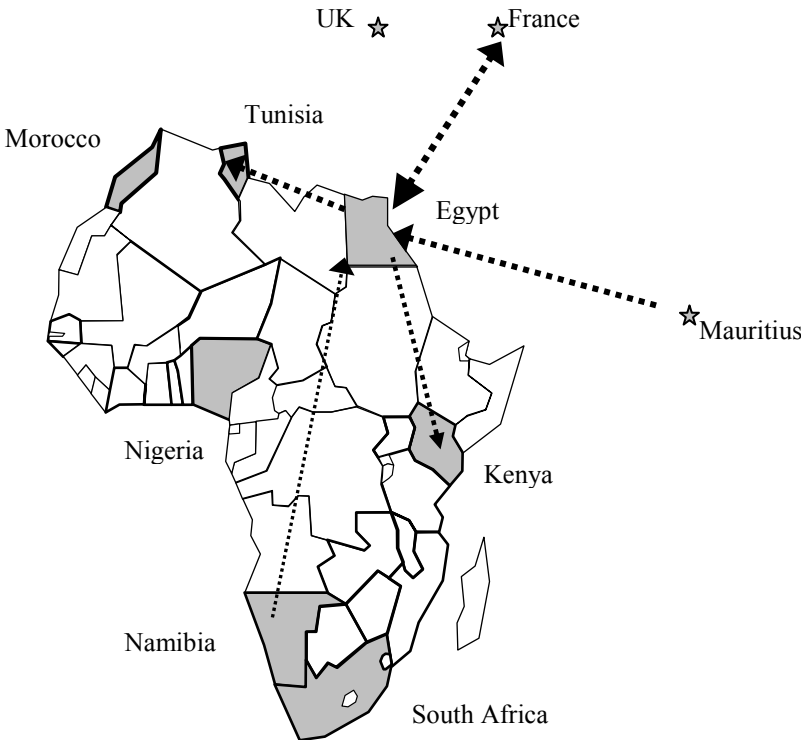 UK
France
Tunisia
Morocco
Egypt
Mauritius
Nigeria
Kenya
Namibia
South Africa